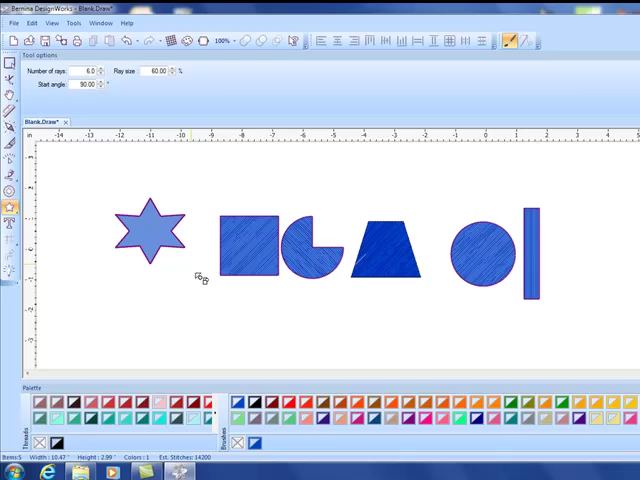 Bernina DesignWorks - Blank.Draw*
File Edit View Tools Window*
100%
Tool options
Number of rays: 6.0 Ray size : 60.00 %
Start angle: 90.00 °
Blank.Draw* x
in -14 -13 -12 -11 -10 -9 -8 -7 -6 -5 -4 -3 -2 -1 0 1 2 3 4
Palette
Threads
Brushes
Items:5 Width : 10.47" Height : 2.99" Colors : 1 Est. Stitches: 14200